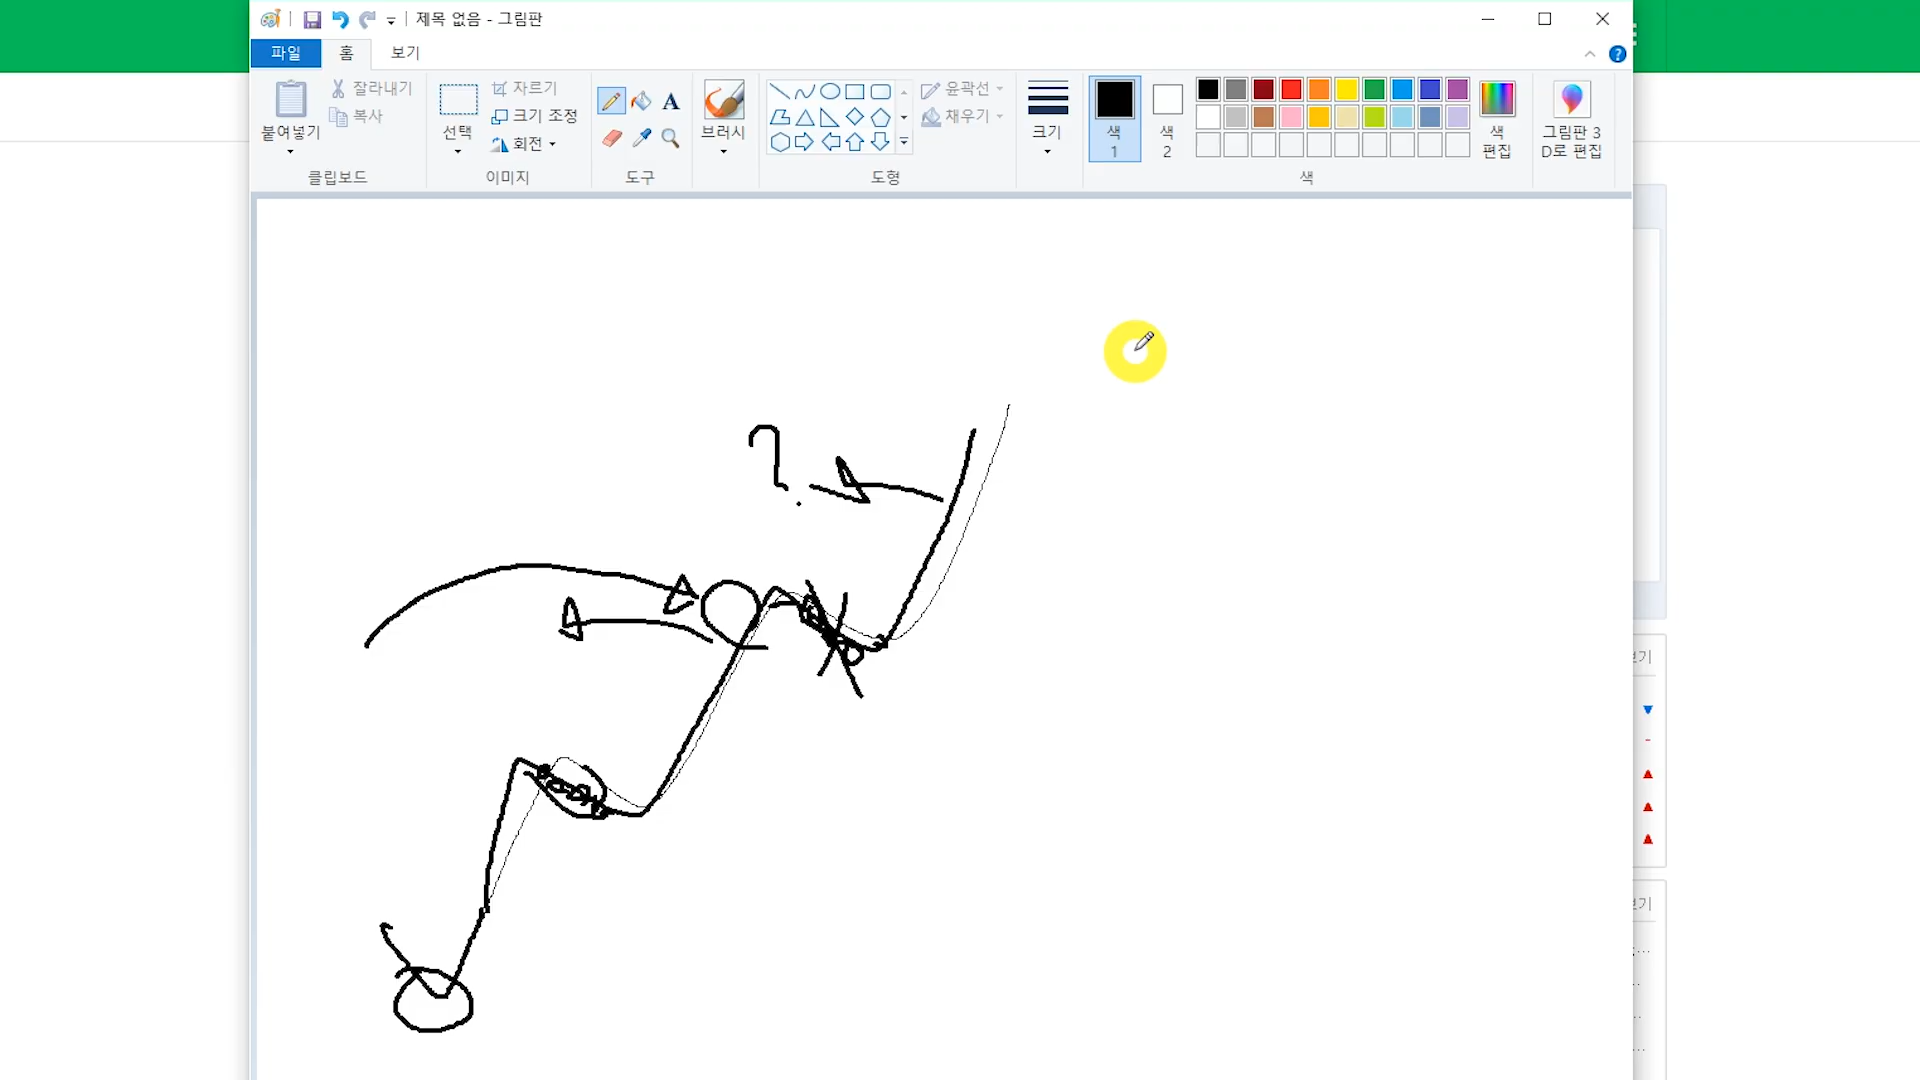 제목 없음 - 그림판
파일 홈 보기
붙여넣기
잘라내기
복사
클립보드
선택
자르기
크기 조정
회전
이미지
A
도구
브러시
윤곽선
채우기
도형
크기
색
1
색
2
색
편집
색
그림판 3
D로 편집
?